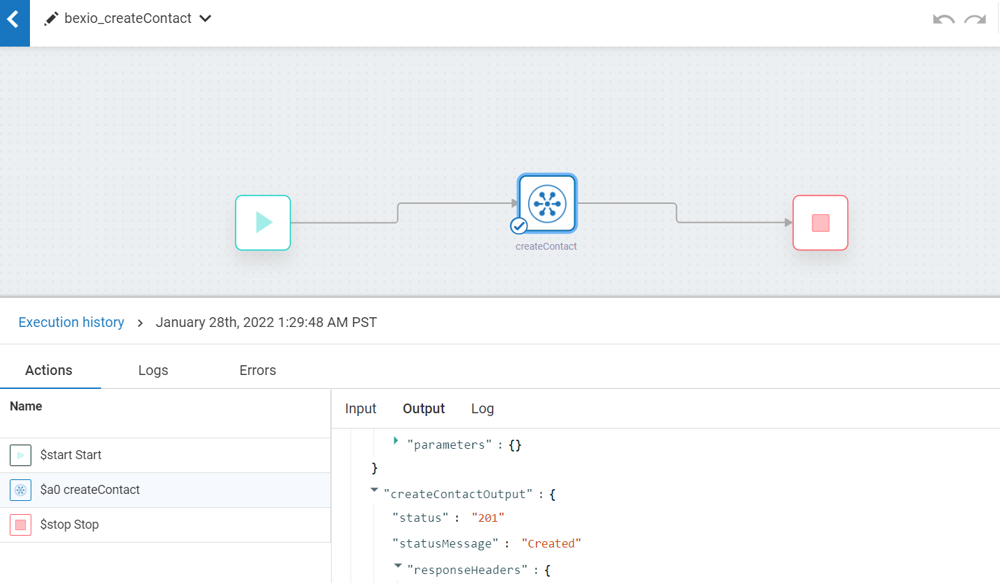 bexio_createContact
createContact
Execution history > January 28th, 2022 1:29:48 AM PST
Actions Logs Errors
Name
Input Output Log
$start Start
$a0 createContact
$stop Stop
"parameters" : {}
}
"createContactOutput" : {
"status" : "201"
"statusMessage" : "Created"
"responseHeaders" : {